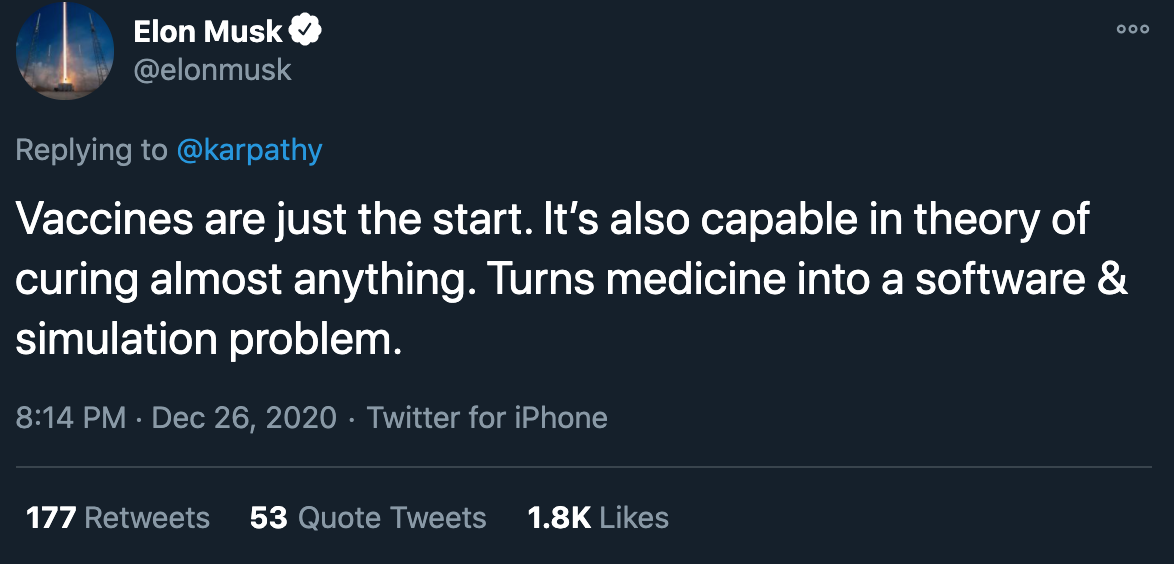 Elon Musk
@elonmusk
Replying to @karpathy
Vaccines are just the start. It’s also capable in theory of
curing almost anything. Turns medicine into a software &
simulation problem.
8:14 PM · Dec 26, 2020 · Twitter for iPhone
177 Retweets 53 Quote Tweets 1.8K Likes